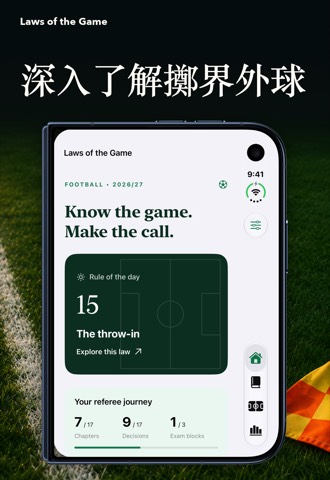 Laws of the Game
深入了解擲界外球
Laws of the Game
9:41
FOOTBALL • 2026/27
Know the game.
Make the call.
Rule of the day
15
The throw-in
Explore this law ↗
Your referee journey
7 / 17
9 / 17
1 / 3
Chapters
Decisions
Exam blocks